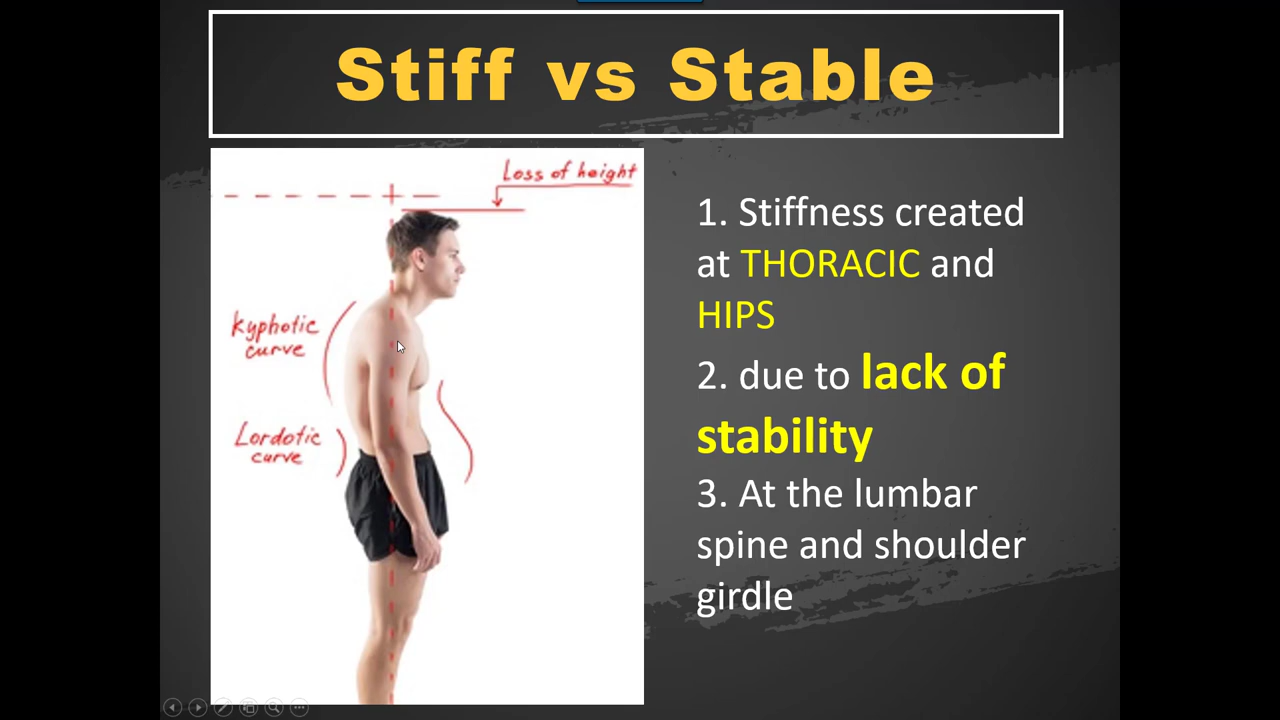 Stiff vs Stable
Loss of height
Kyphotic
curve
Lordotic
curve
1. Stiffness created
at THORACIC and
HIPS
2. due to lack of
stability
3. At the lumbar
spine and shoulder
girdle